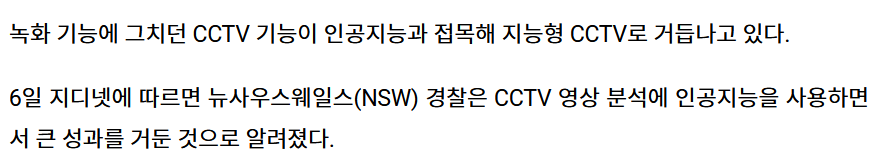 녹화 기능에 그치던 CCTV 기능이 인공지능과 접목해 지능형 CCTV로 거듭나고 있다.
6일 지디넷에 따르면 뉴사우스웨일스(NSW) 경찰은 CCTV 영상 분석에 인공지능을 사용하면
서 큰 성과를 거둔 것으로 알려졌다.